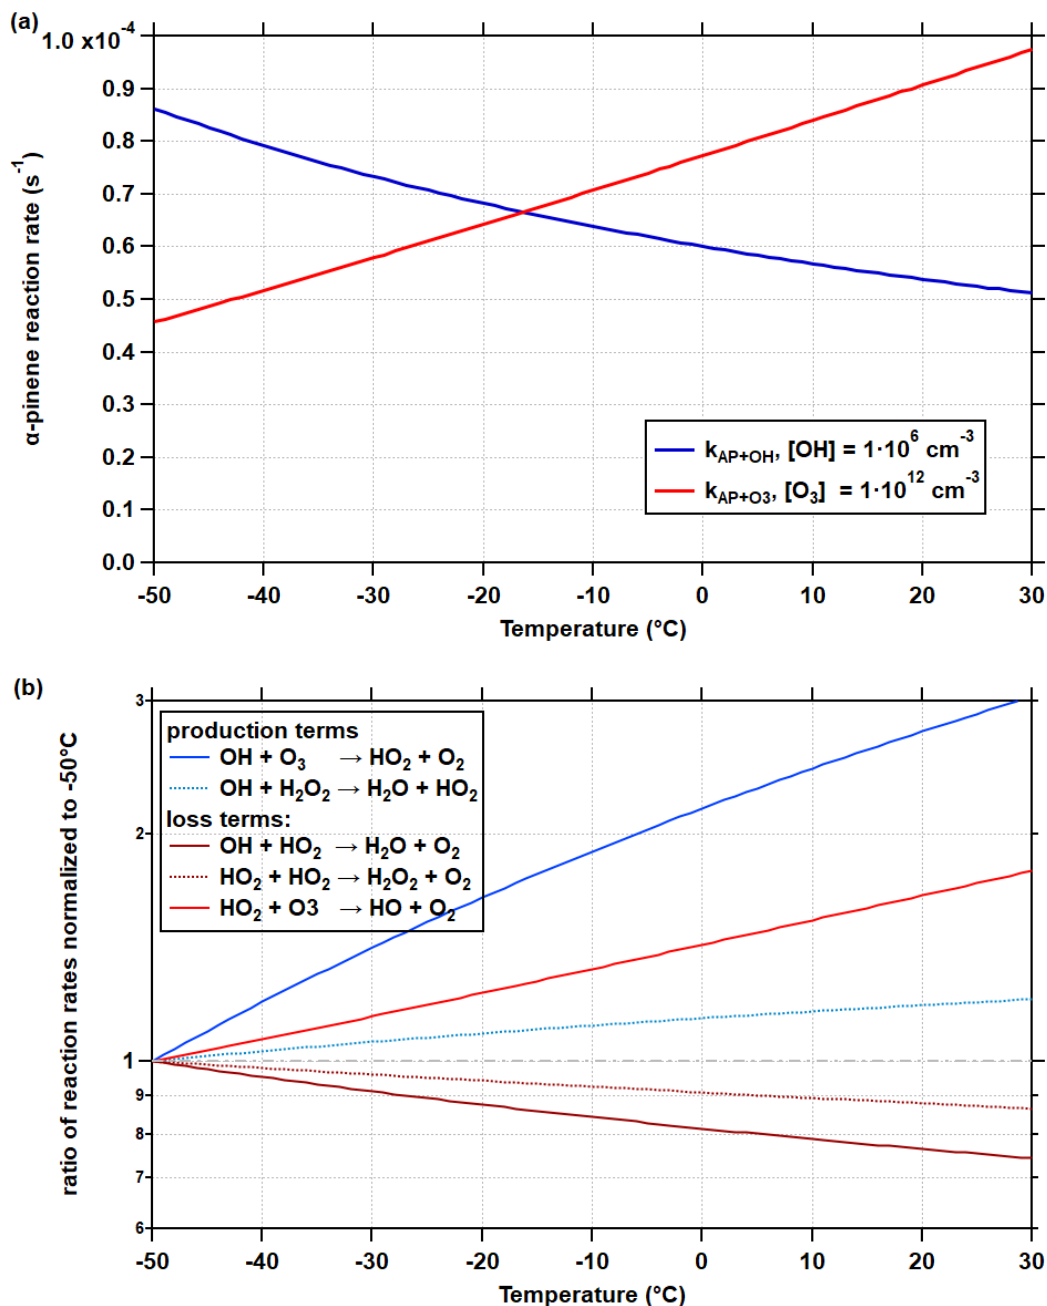 (a)
1.0 x10⁻⁴
0.9
0.8
0.7
0.6
0.5
0.4
0.3
0.2
0.1
0.0
α-pinene reaction rate (s⁻¹)
k_AP+OH, [OH] = 1·10⁶ cm⁻³
k_AP+O3, [O₃] = 1·10¹² cm⁻³
-50 -40 -30 -20 -10 0 10 20 30
Temperature (°C)
(b)
3
2
1
9
8
7
6
ratio of reaction rates normalized to -50°C
production terms
OH + O₃ → HO₂ + O₂
OH + H₂O₂ → H₂O + HO₂
loss terms:
OH + HO₂ → H₂O + O₂
HO₂ + HO₂ → H₂O₂ + O₂
HO₂ + O3 → HO + O₂
-50 -40 -30 -20 -10 0 10 20 30
Temperature (°C)